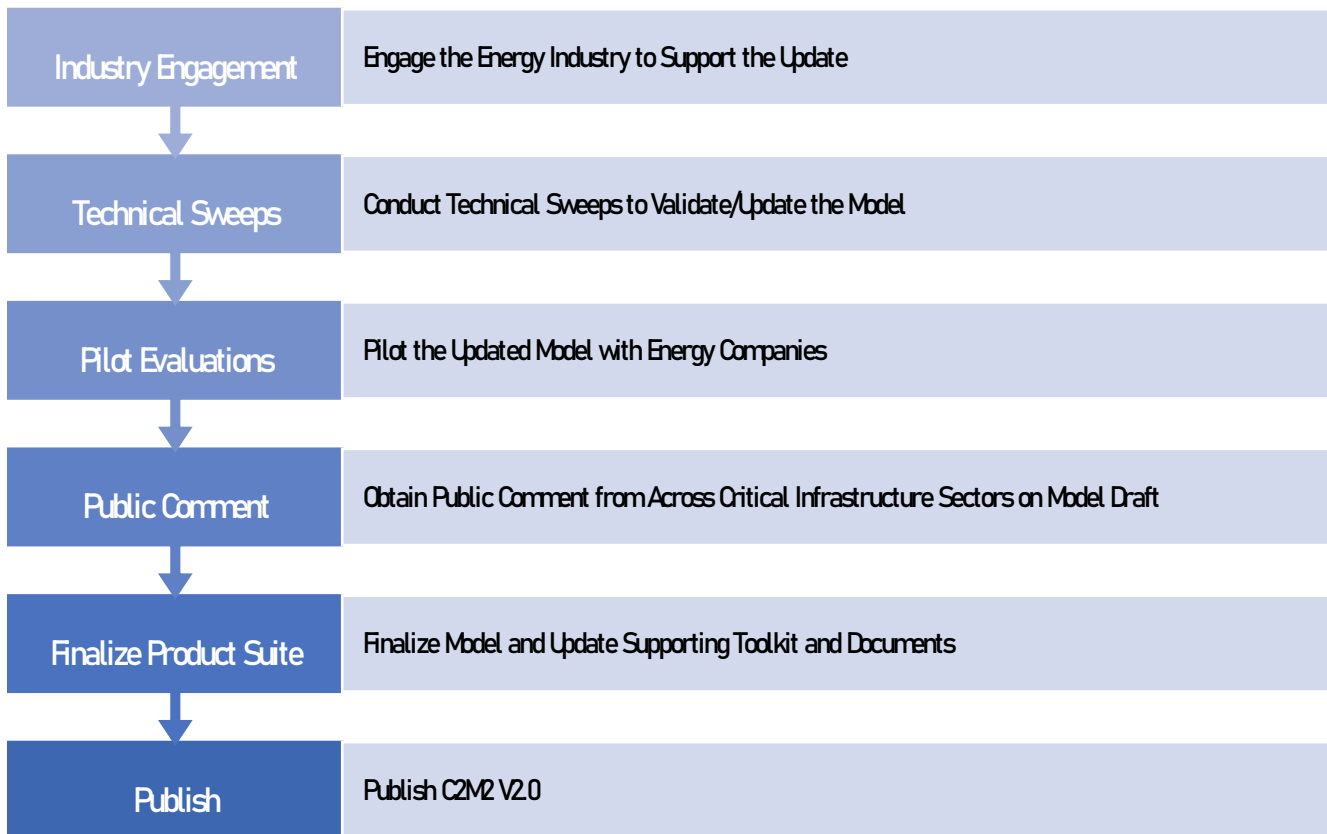 Industry Engagement
Engage the Energy Industry to Support the Update
Technical Sweeps
Conduct Technical Sweeps to Validate/Update the Model
Pilot Evaluations
Pilot the Updated Model with Energy Companies
Public Comment
Obtain Public Comment from Across Critical Infrastructure Sectors on Model Draft
Finalize Product Suite
Finalize Model and Update Supporting Toolkit and Documents
Publish
Publish C2M2 V2.0